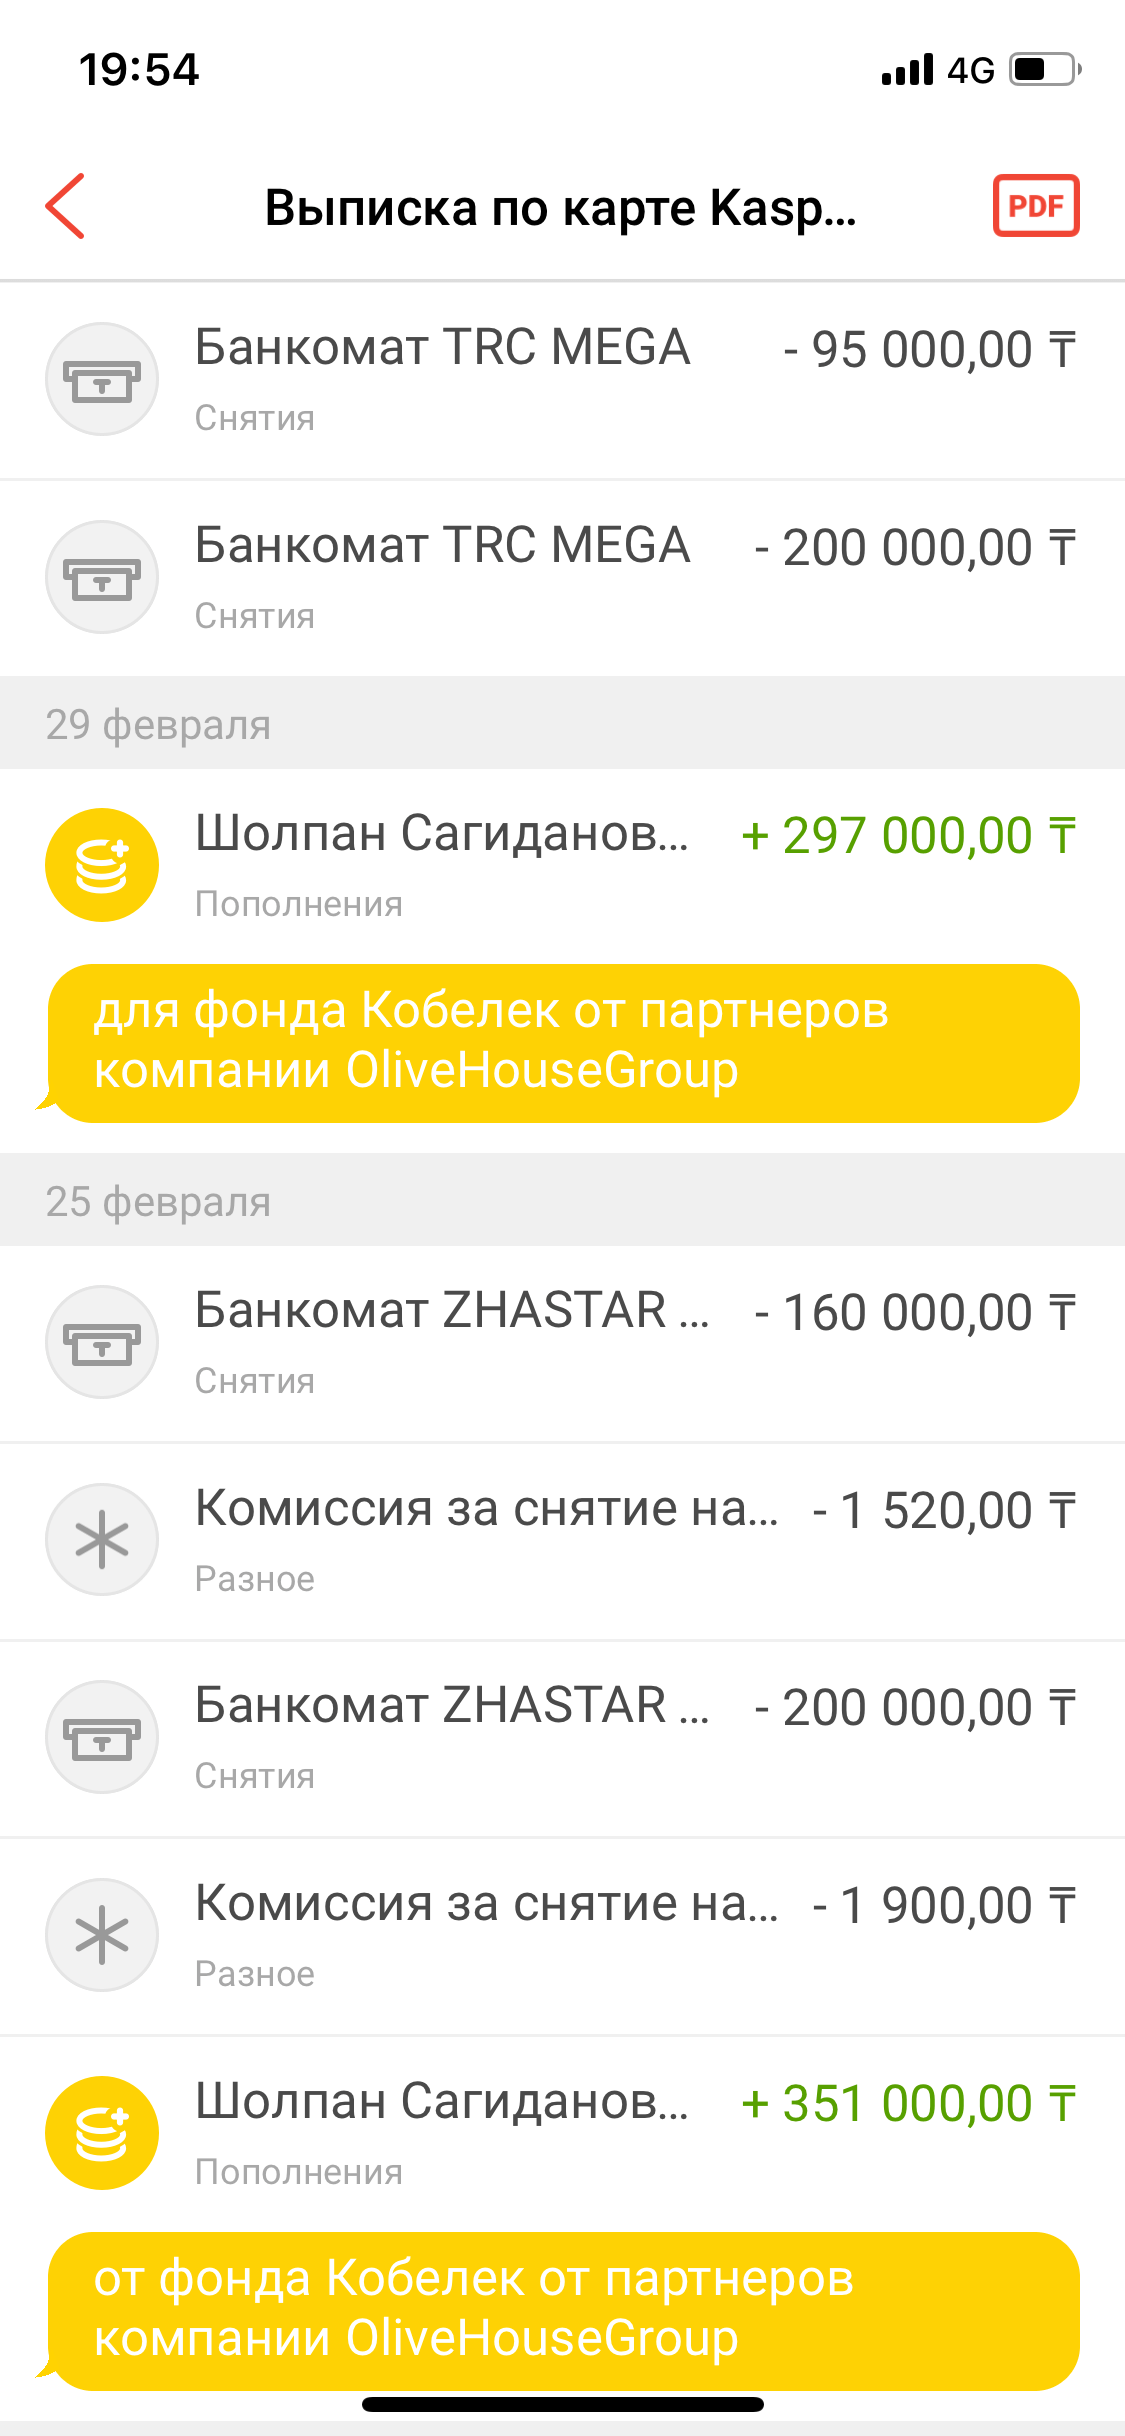 19:54
4G
Выписка по карте Kasp...
PDF
Банкомат TRC MEGA - 95 000,00 ₸
Снятия
Банкомат TRC MEGA - 200 000,00 ₸
Снятия
29 февраля
Шолпан Сагиданов... + 297 000,00 ₸
Пополнения
для фонда Кобелек от партнеров
компании OliveHouseGroup
25 февраля
Банкомат ZHASTAR ... - 160 000,00 ₸
Снятия
Комиссия за снятие на... - 1 520,00 ₸
Разное
Банкомат ZHASTAR ... - 200 000,00 ₸
Снятия
Комиссия за снятие на... - 1 900,00 ₸
Разное
Шолпан Сагиданов... + 351 000,00 ₸
Пополнения
от фонда Кобелек от партнеров
компании OliveHouseGroup